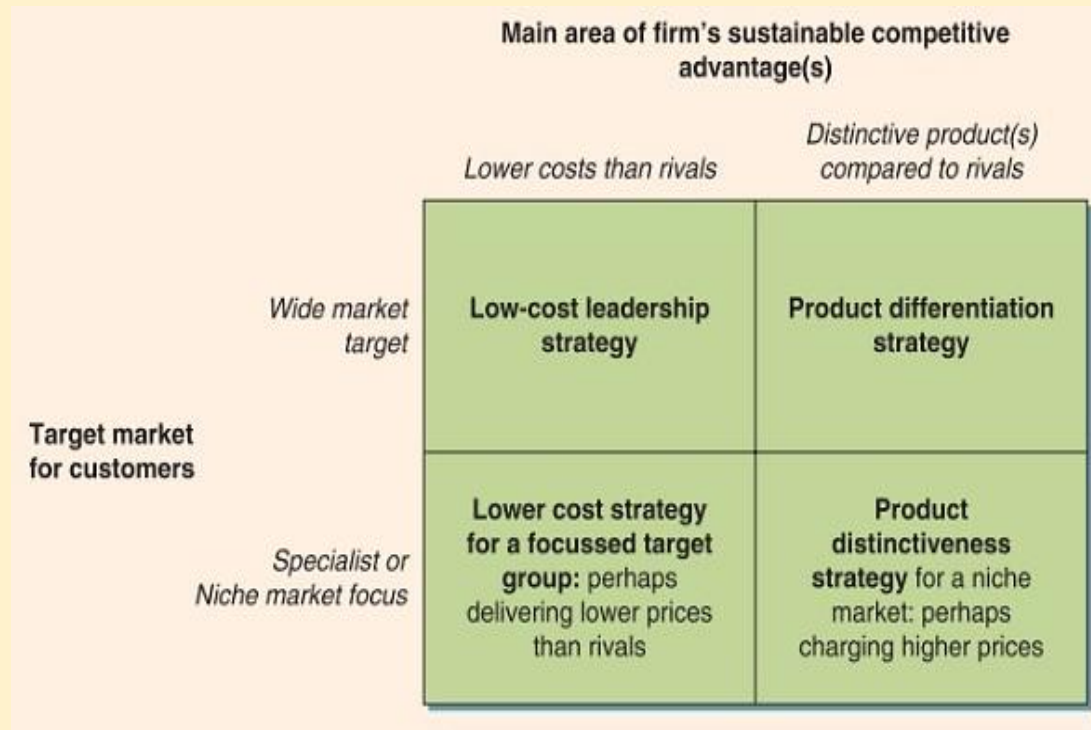 Main area of firm's sustainable competitive
advantage(s)
Lower costs than rivals
Distinctive product(s)
compared to rivals
Wide market
target
Low-cost leadership
strategy
Product differentiation
strategy
Target market
for customers
Specialist or
Niche market focus
Lower cost strategy
for a focussed target
group: perhaps
delivering lower prices
than rivals
Product
distinctiveness
strategy for a niche
market: perhaps
charging higher prices